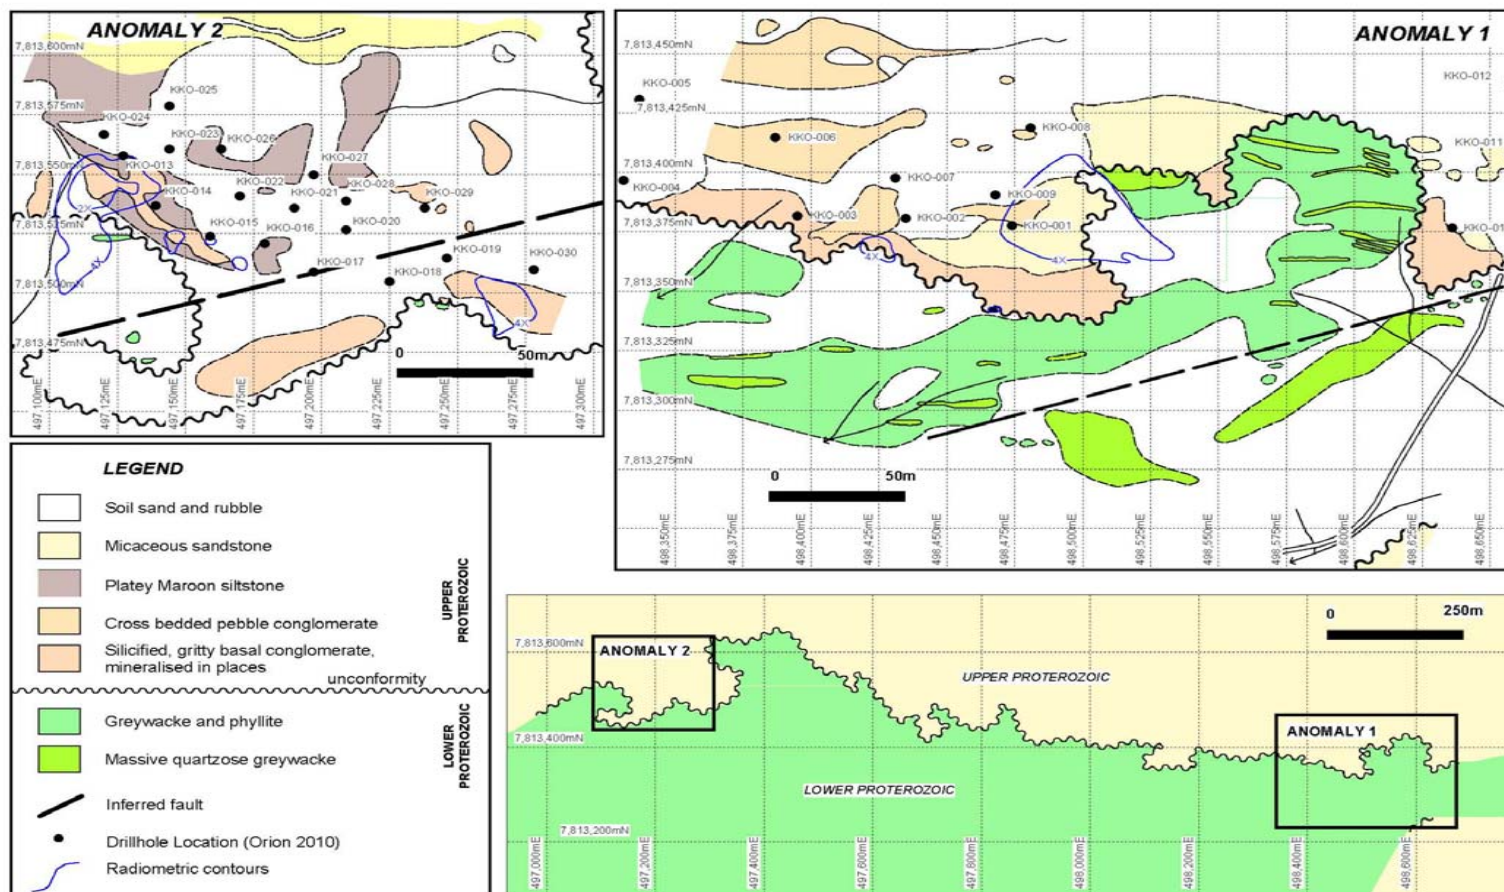 ANOMALY 2
7,813,600mN
KKO-025
7,813,575mN
KKO-024
KKO-023
KKO-026
7,813,550mN
KKO-013
KKO-027
KKO-014
KKO-022
KKO-021
KKO-028
KKO-029
2X
7,813,525mN
KKO-015
KKO-016
KKO-020
4X
KKO-017
KKO-018
KKO-019
KKO-030
7,813,500mN
4X
7,813,475mN
0
50m
497,100mE
497,125mE
497,150mE
497,175mE
497,200mE
497,225mE
497,250mE
497,275mE
497,300mE
ANOMALY 1
7,813,450mN
KKO-012
KKO-005
7,813,425mN
KKO-006
KKO-008
KKO-011
7,813,400mN
KKO-004
KKO-007
KKO-009
KKO-003
KKO-002
KKO-001
7,813,375mN
KKO-01
4X
4X
7,813,350mN
7,813,325mN
7,813,300mN
7,813,275mN
0
50m
498,350mE
498,375mE
498,400mE
498,425mE
498,450mE
498,475mE
498,500mE
498,525mE
498,550mE
498,575mE
498,600mE
498,625mE
498,650mE
LEGEND
Soil sand and rubble
Micaceous sandstone
Platey Maroon siltstone
Cross bedded pebble conglomerate
Silicified, gritty basal conglomerate,
mineralised in places
UPPER
PROTEROZOIC
unconformity
Greywacke and phyllite
Massive quartzose greywacke
LOWER
PROTEROZOIC
Inferred fault
Drillhole Location (Orion 2010)
Radiometric contours
0
250m
7,813,600mN
ANOMALY 2
UPPER PROTEROZOIC
7,813,400mN
ANOMALY 1
LOWER PROTEROZOIC
7,813,200mN
497,000mE
497,200mE
497,400mE
497,600mE
497,800mE
498,000mE
498,200mE
498,400mE
498,600mE